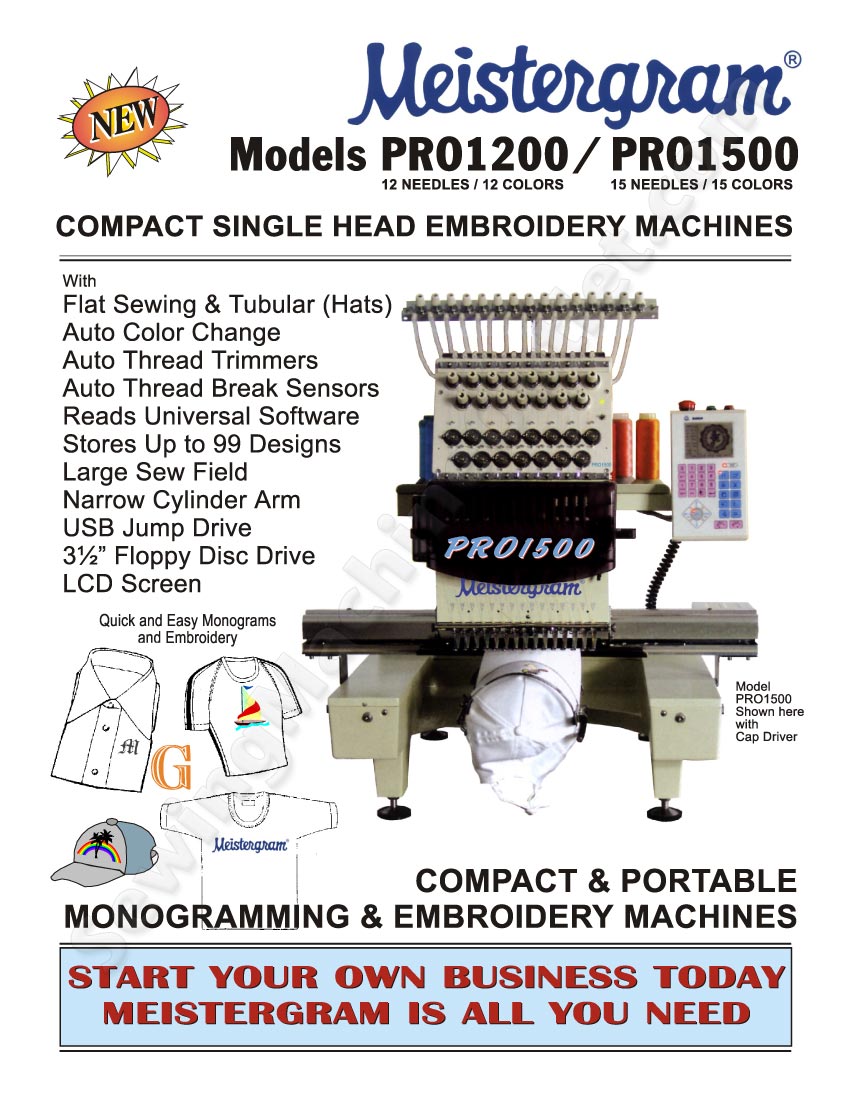 NEW
Meistergram®
Models PRO1200 / PRO1500
12 NEEDLES / 12 COLORS 15 NEEDLES / 15 COLORS
COMPACT SINGLE HEAD EMBROIDERY MACHINES
With
Flat Sewing & Tubular (Hats)
Auto Color Change
Auto Thread Trimmers
Auto Thread Break Sensors
Reads Universal Software
Stores Up to 99 Designs
Large Sew Field
Narrow Cylinder Arm
USB Jump Drive
3½” Floppy Disc Drive
LCD Screen
PRO1500
PRO1500
Meistergram
Quick and Easy Monograms
and Embroidery
M
G
Meistergram®
Model
PRO1500
Shown here
with
Cap Driver
COMPACT & PORTABLE
MONOGRAMMING & EMBROIDERY MACHINES
START YOUR OWN BUSINESS TODAY
MEISTERGRAM IS ALL YOU NEED